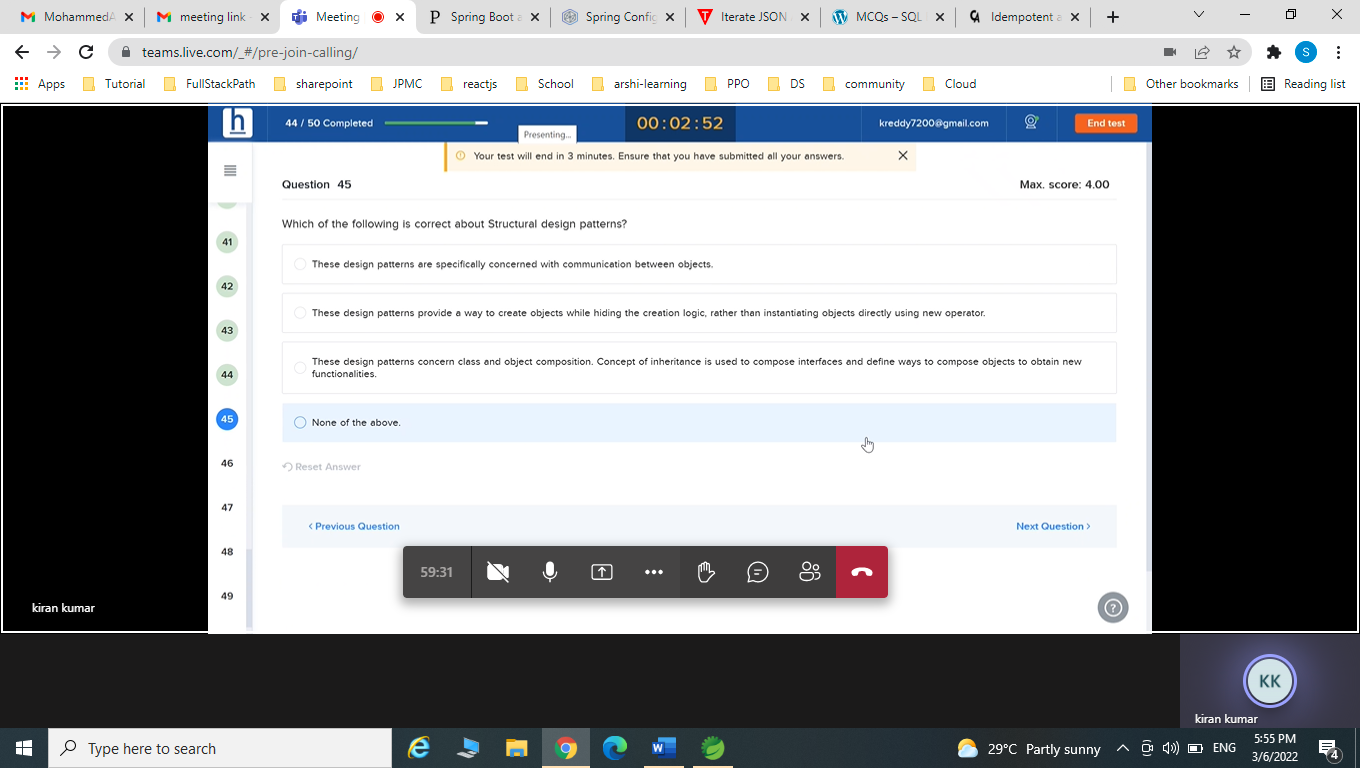 MohammedA
meeting link -
Meeting
Spring Boot a
Spring Config
Iterate JSON
MCQs – SQL
Idempotent a
teams.live.com/_#/pre-join-calling/
S
Apps
Tutorial
FullStackPath
sharepoint
JPMC
reactjs
School
arshi-learning
PPO
DS
community
Cloud
Other bookmarks
Reading list
h
44 / 50 Completed
Presenting...
00:02:52
kreddy7200@gmail.com
End test
Your test will end in 3 minutes. Ensure that you have submitted all your answers.
Question 45
Max. score: 4.00
Which of the following is correct about Structural design patterns?
These design patterns are specifically concerned with communication between objects.
These design patterns provide a way to create objects while hiding the creation logic, rather than instantiating objects directly using new operator.
These design patterns concern class and object composition. Concept of inheritance is used to compose interfaces and define ways to compose objects to obtain new
functionalities.
None of the above.
Reset Answer
‹ Previous Question
Next Question ›
41
42
43
44
45
46
47
48
49
59:31
?
kiran kumar
KK
kiran kumar
Type here to search
29°C Partly sunny
ENG
5:55 PM
3/6/2022
4